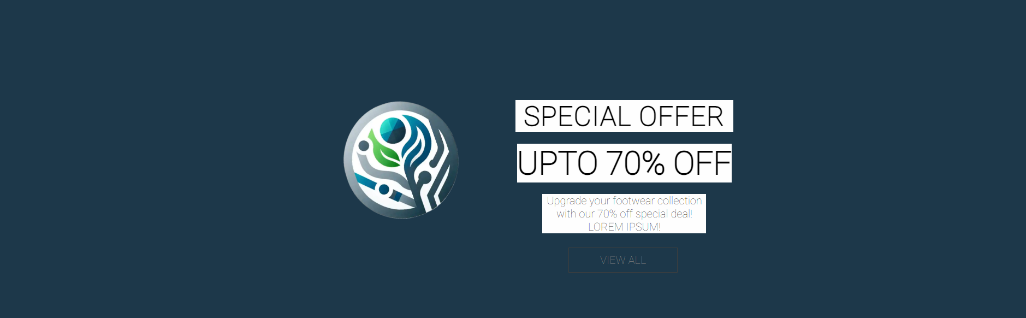 SPECIAL OFFER
UPTO 70% OFF
Upgrade your footwear collection
with our 70% off special deal!
LOREM IPSUM!
VIEW ALL